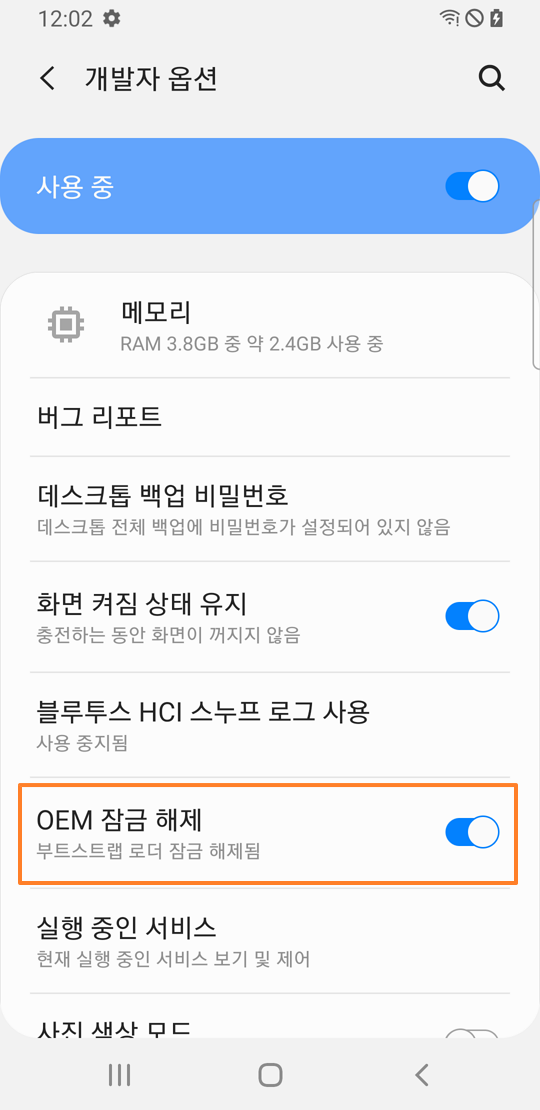 12:02
개발자 옵션
사용 중
메모리
RAM 3.8GB 중 약 2.4GB 사용 중
버그 리포트
데스크톱 백업 비밀번호
데스크톱 전체 백업에 비밀번호가 설정되어 있지 않음
화면 켜짐 상태 유지
충전하는 동안 화면이 꺼지지 않음
블루투스 HCI 스누프 로그 사용
사용 중지됨
OEM 잠금 해제
부트스트랩 로더 잠금 해제됨
실행 중인 서비스
현재 실행 중인 서비스 보기 및 제어
사진 색상 모드